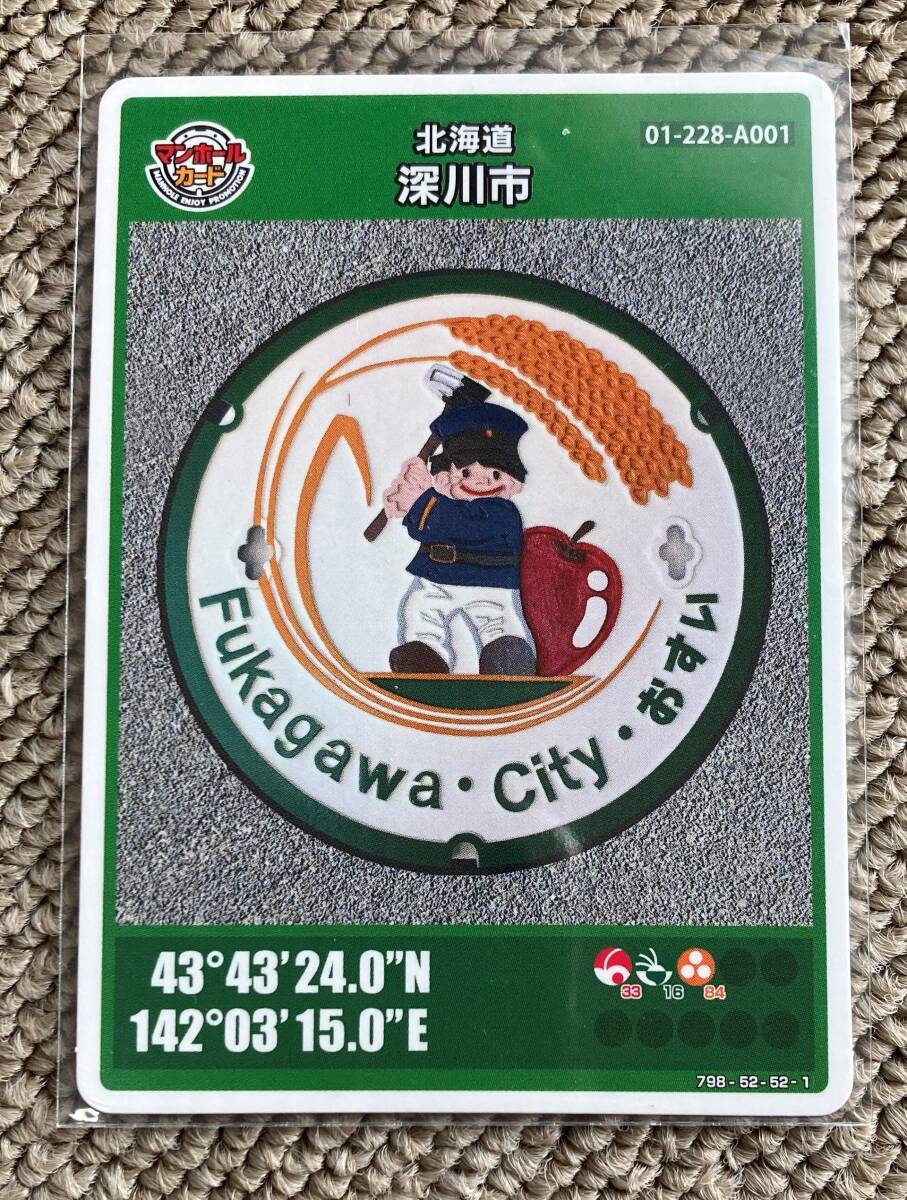 マンホール
カード
MANHOLE ENJOY PROMOTION
北海道
深川市
01-228-A001
Fukagawa・City・おすい
43°43'24.0"N
142°03'15.0"E
33 16 84
798-52-52-1